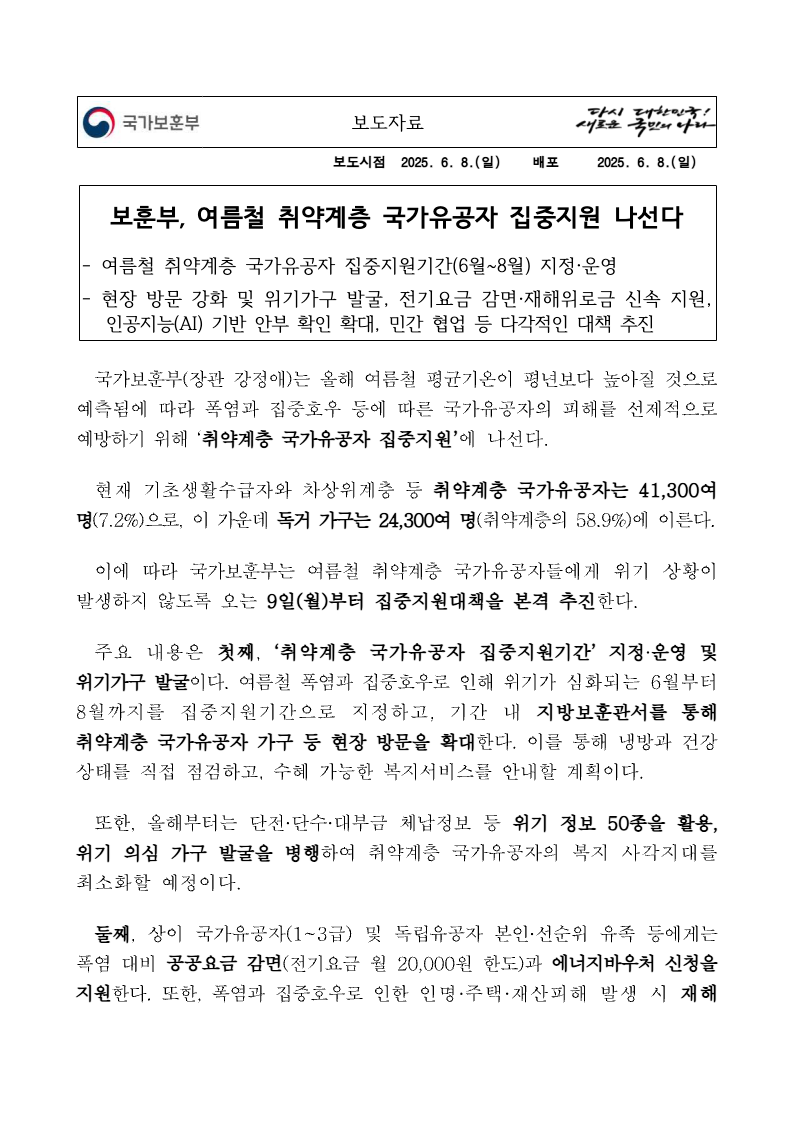 국가보훈부
보도자료
다시 대한민국!
새로운 국민의 나라
보도시점 2025. 6. 8.(일) 배포 2025. 6. 8.(일)
보훈부, 여름철 취약계층 국가유공자 집중지원 나선다
- 여름철 취약계층 국가유공자 집중지원기간(6월~8월) 지정·운영
- 현장 방문 강화 및 위기가구 발굴, 전기요금 감면·재해위로금 신속 지원,
인공지능(AI) 기반 안부 확인 확대, 민간 협업 등 다각적인 대책 추진
국가보훈부(장관 강정애)는 올해 여름철 평균기온이 평년보다 높아질 것으로
예측됨에 따라 폭염과 집중호우 등에 따른 국가유공자의 피해를 선제적으로
예방하기 위해 ‘취약계층 국가유공자 집중지원’에 나선다.
현재 기초생활수급자와 차상위계층 등 취약계층 국가유공자는 41,300여
명(7.2%)으로, 이 가운데 독거 가구는 24,300여 명(취약계층의 58.9%)에 이른다.
이에 따라 국가보훈부는 여름철 취약계층 국가유공자들에게 위기 상황이
발생하지 않도록 오는 9일(월)부터 집중지원대책을 본격 추진한다.
주요 내용은 첫째, ‘취약계층 국가유공자 집중지원기간’ 지정·운영 및
위기가구 발굴이다. 여름철 폭염과 집중호우로 인해 위기가 심화되는 6월부터
8월까지를 집중지원기간으로 지정하고, 기간 내 지방보훈관서를 통해
취약계층 국가유공자 가구 등 현장 방문을 확대한다. 이를 통해 냉방과 건강
상태를 직접 점검하고, 수혜 가능한 복지서비스를 안내할 계획이다.
또한, 올해부터는 단전·단수·대부금 체납정보 등 위기 정보 50종을 활용,
위기 의심 가구 발굴을 병행하여 취약계층 국가유공자의 복지 사각지대를
최소화할 예정이다.
둘째, 상이 국가유공자(1~3급) 및 독립유공자 본인·선순위 유족 등에게는
폭염 대비 공공요금 감면(전기요금 월 20,000원 한도)과 에너지바우처 신청을
지원한다. 또한, 폭염과 집중호우로 인한 인명·주택·재산피해 발생 시 재해